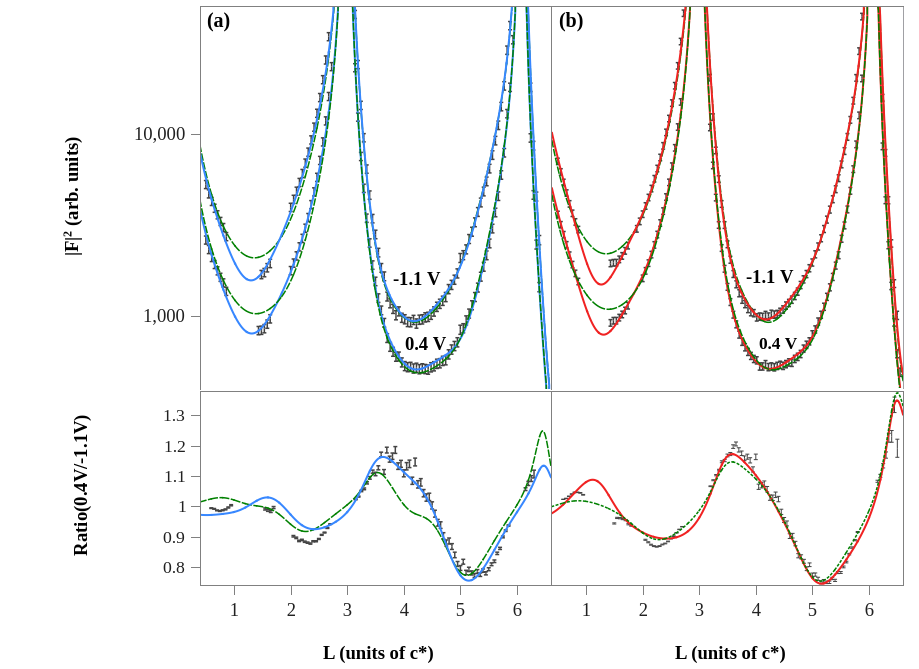 (a)
(b)
|F|² (arb. units)
10,000
1,000
-1.1 V
0.4 V
-1.1 V
0.4 V
Ratio(0.4V/-1.1V)
1.3
1.2
1.1
1
0.9
0.8
1 2 3 4 5 6
1 2 3 4 5 6
L (units of c*)
L (units of c*)